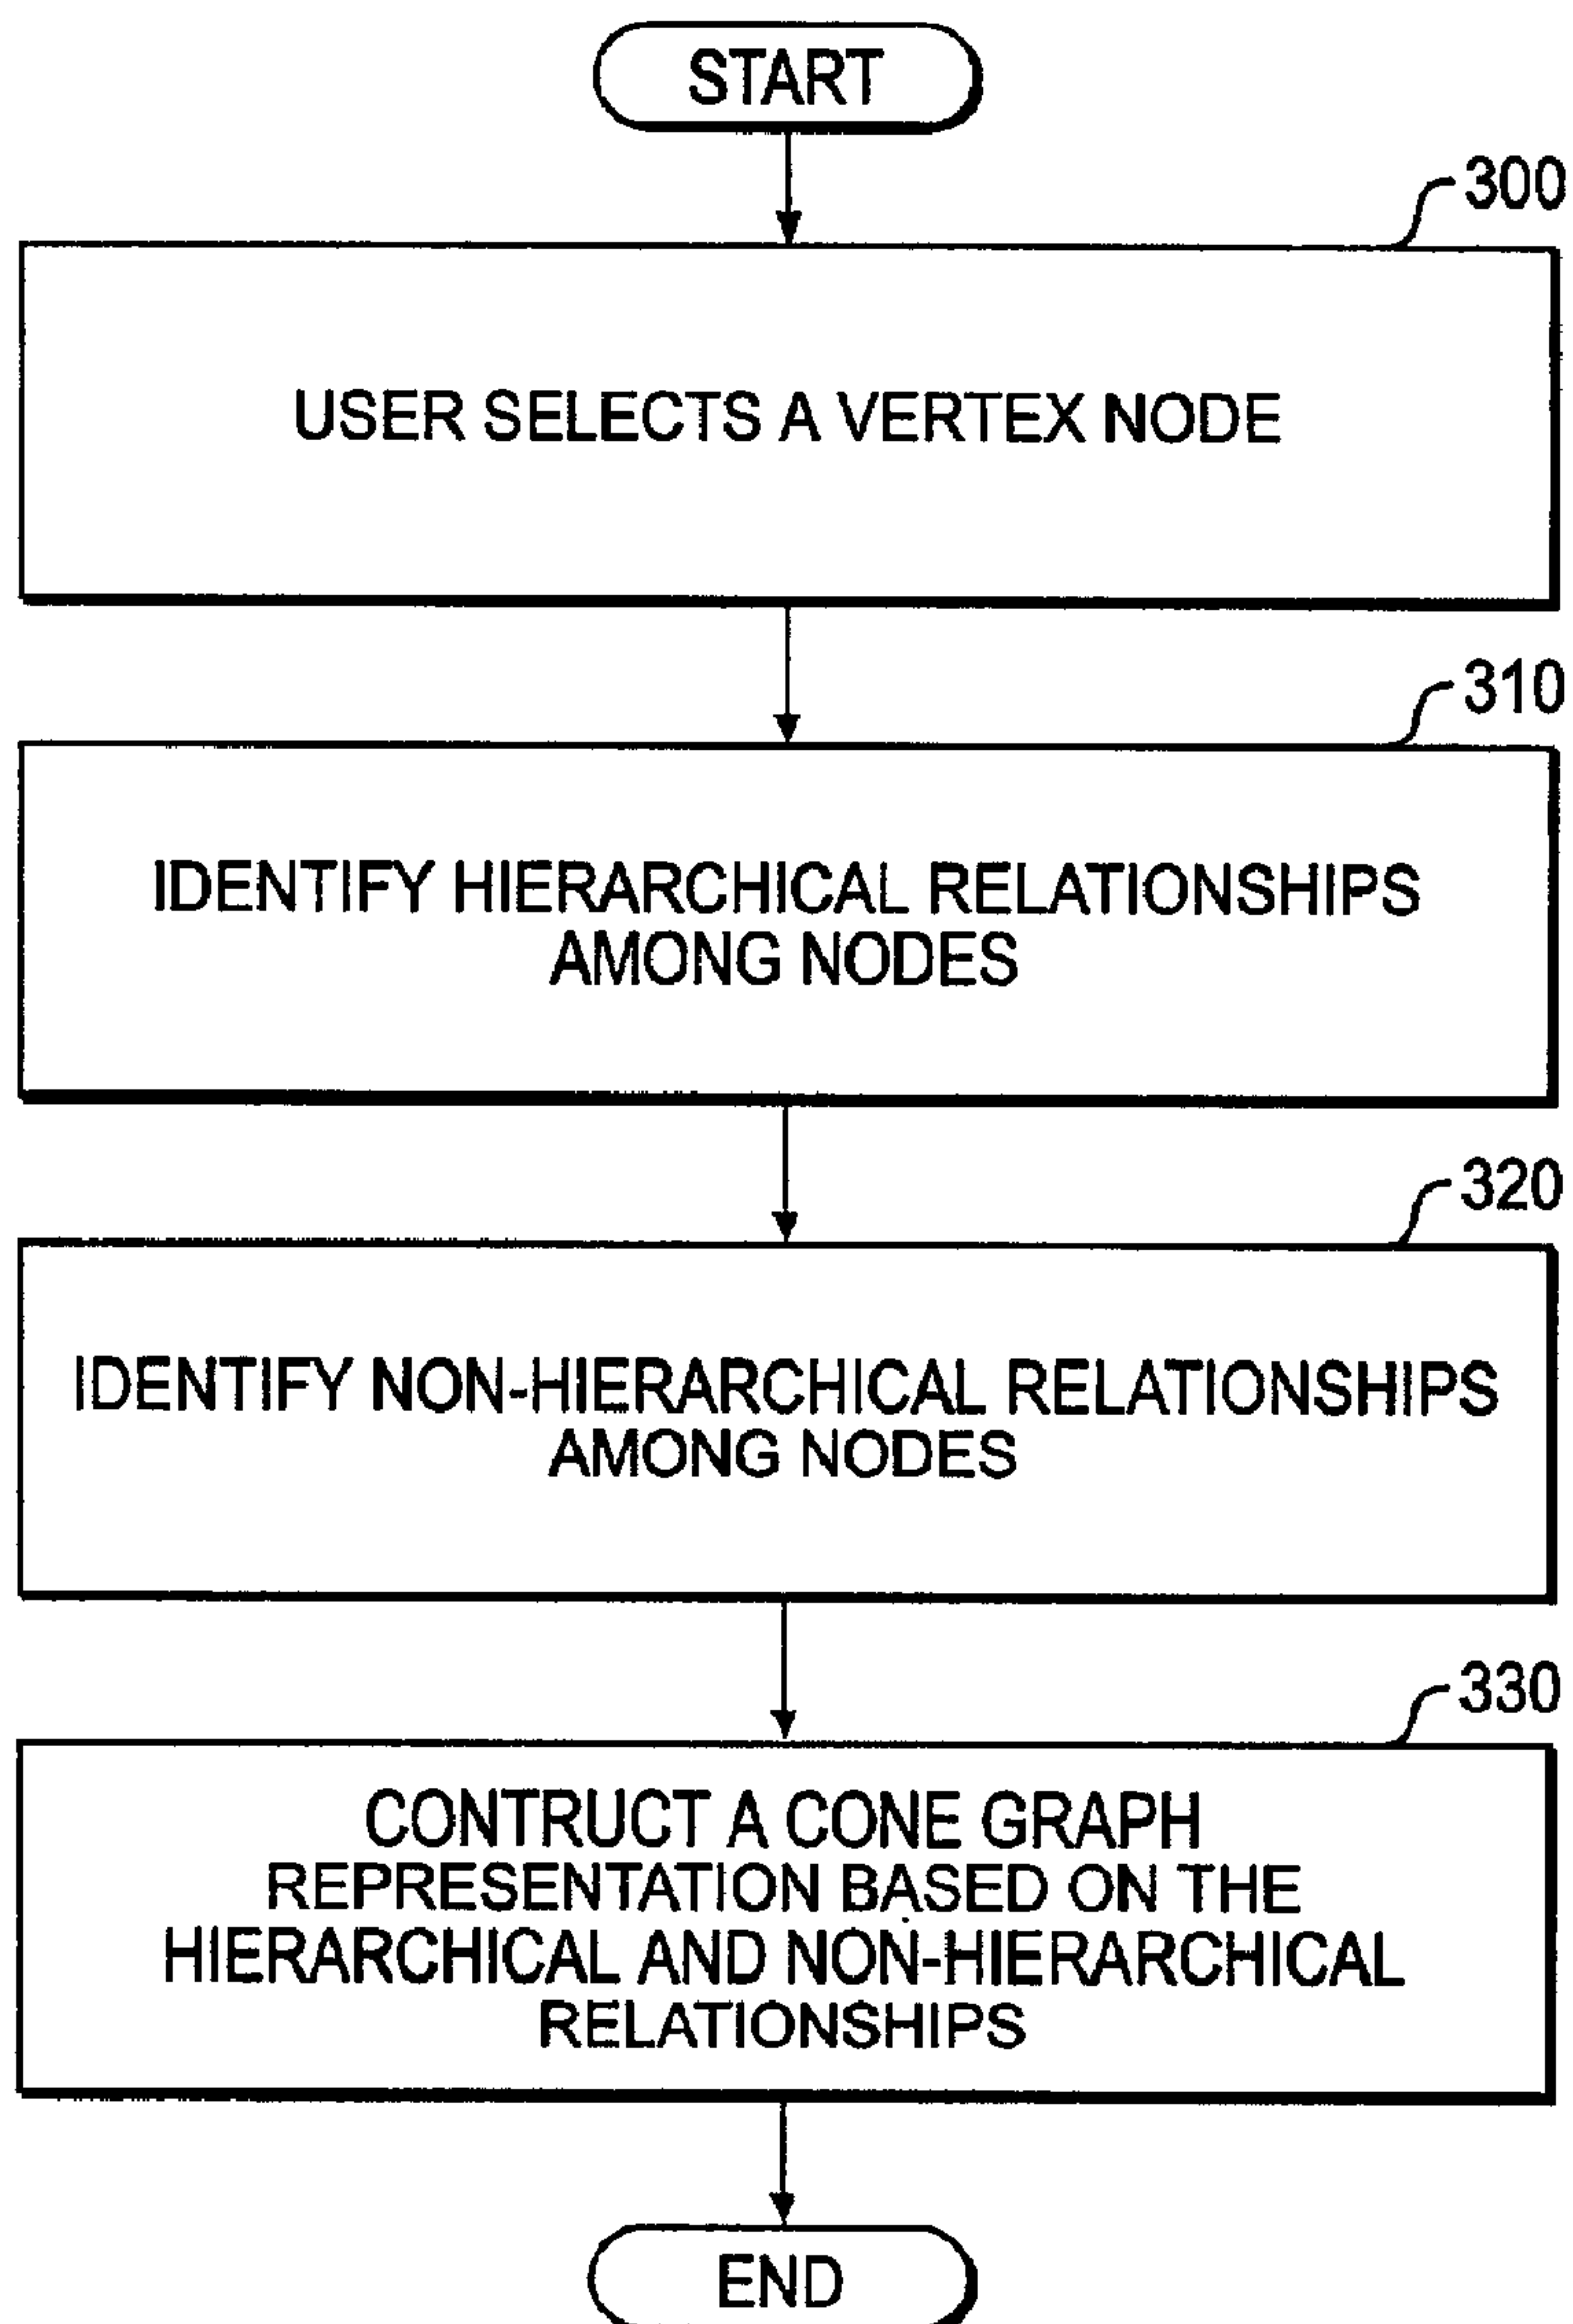 START
300
USER SELECTS A VERTEX NODE
310
IDENTIFY HIERARCHICAL RELATIONSHIPS
AMONG NODES
320
IDENTIFY NON-HIERARCHICAL RELATIONSHIPS
AMONG NODES
330
CONTRUCT A CONE GRAPH
REPRESENTATION BASED ON THE
HIERARCHICAL AND NON-HIERARCHICAL
RELATIONSHIPS
END